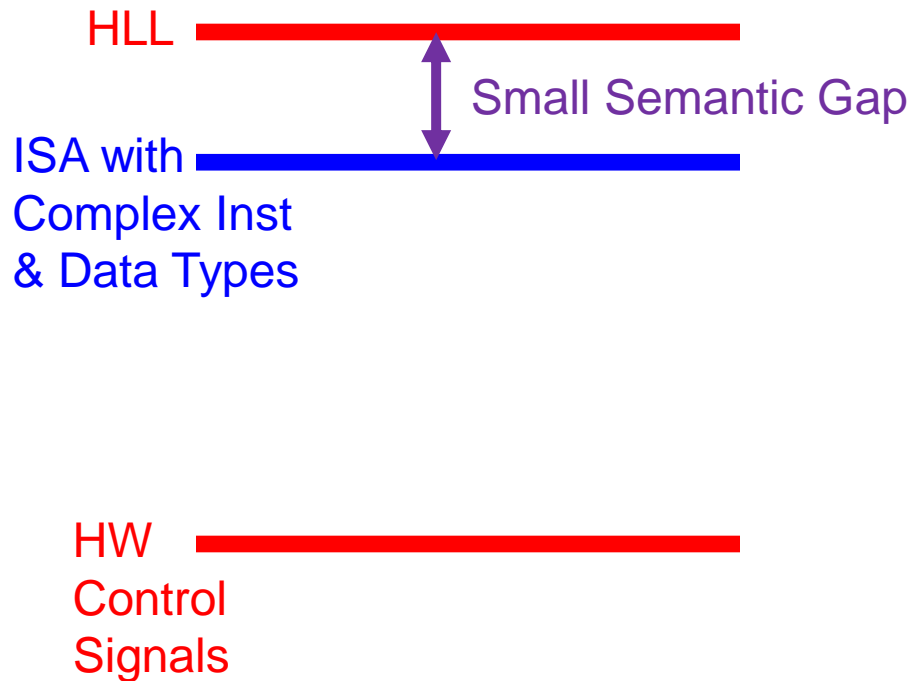 HLL
Small Semantic Gap
ISA with
Complex Inst
& Data Types
HW
Control
Signals